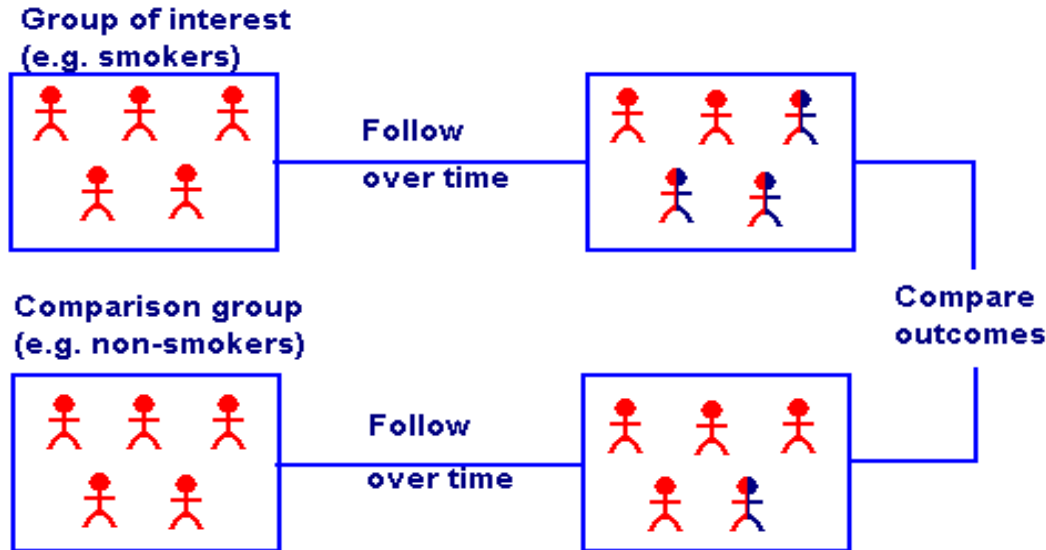 Group of interest
(e.g. smokers)
Follow
over time
Comparison group
(e.g. non-smokers)
Follow
over time
Compare
outcomes